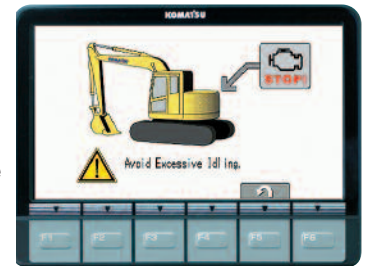 KOMATSU
STOP!
Avoid Excessive Idling.
F1 F2 F3 F4 F5 F6